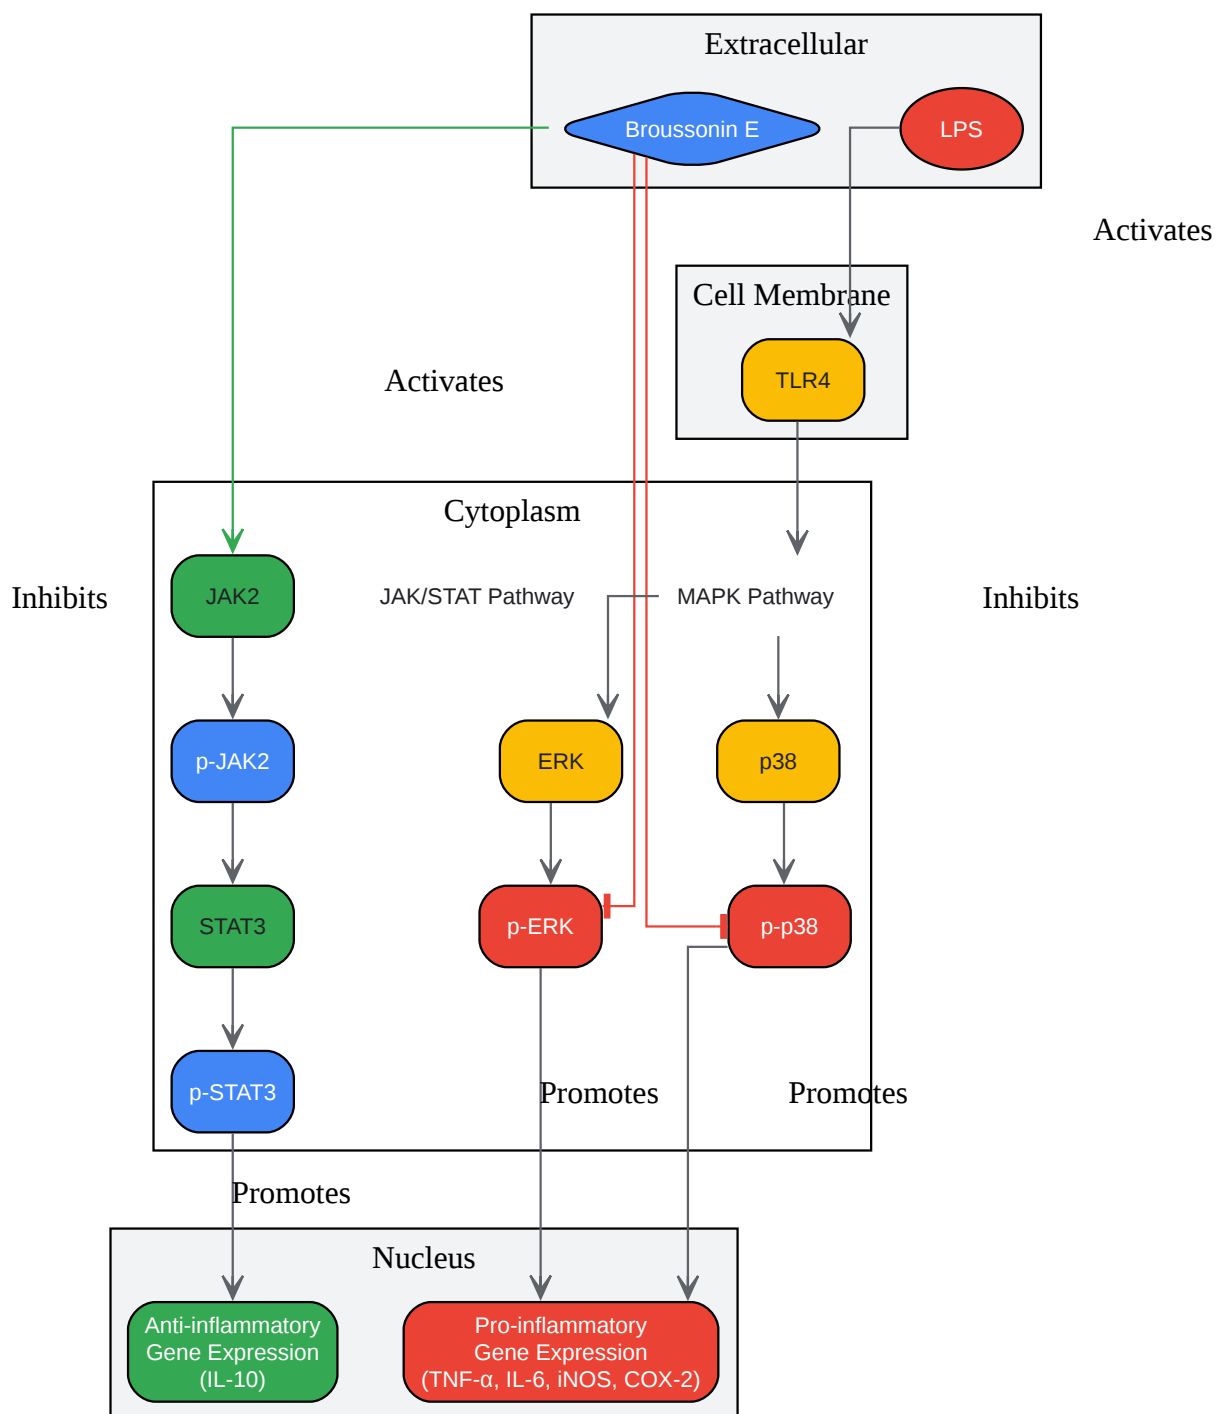 Extracellular
Broussonin E
LPS
Activates
Cell Membrane
TLR4
Activates
Cytoplasm
Inhibits
JAK2
JAK/STAT Pathway
MAPK Pathway
Inhibits
p-JAK2
ERK
p38
STAT3
p-ERK
p-p38
p-STAT3
Promotes
Promotes
Promotes
Nucleus
Anti-inflammatory
Gene Expression
(IL-10)
Pro-inflammatory
Gene Expression
(TNF-α, IL-6, iNOS, COX-2)